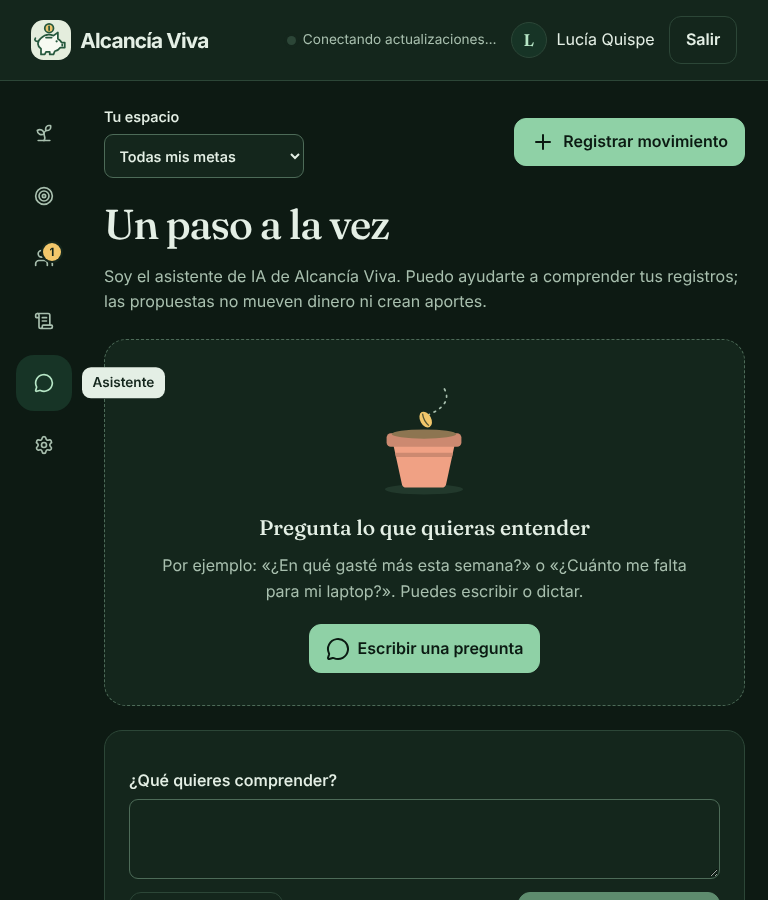 Alcancía Viva
Conectando actualizaciones...
L
Lucía Quispe
Salir
Tu espacio
Todas mis metas
Registrar movimiento
1
Un paso a la vez
Soy el asistente de IA de Alcancía Viva. Puedo ayudarte a comprender tus registros;
las propuestas no mueven dinero ni crean aportes.
Asistente
Pregunta lo que quieras entender
Por ejemplo: «¿En qué gasté más esta semana?» o «¿Cuánto me falta
para mi laptop?». Puedes escribir o dictar.
Escribir una pregunta
¿Qué quieres comprender?